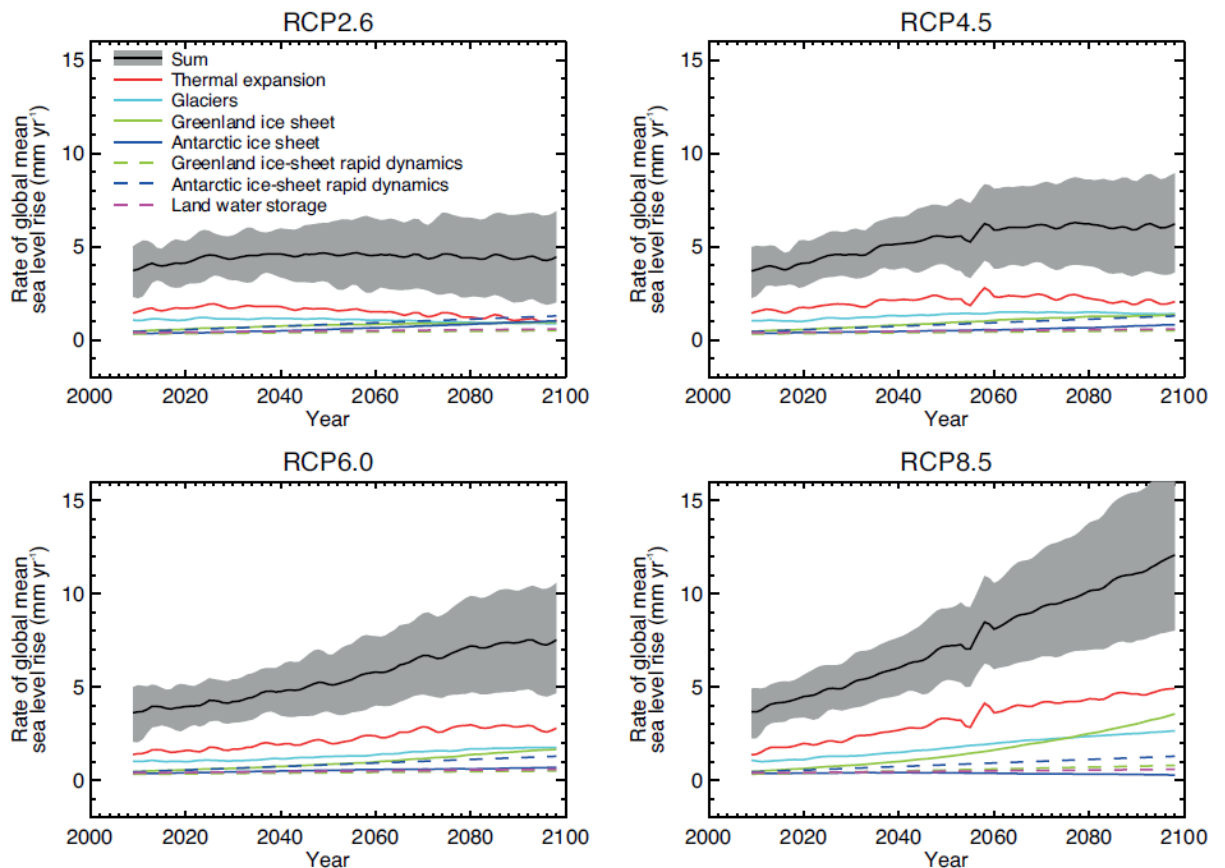 RCP2.6
15
10
5
0
Rate of global mean
sea level rise (mm yr⁻¹)
Sum
Thermal expansion
Glaciers
Greenland ice sheet
Antarctic ice sheet
Greenland ice-sheet rapid dynamics
Antarctic ice-sheet rapid dynamics
Land water storage
2000 2020 2040 2060 2080 2100
Year
RCP4.5
15
10
5
0
Rate of global mean
sea level rise (mm yr⁻¹)
2000 2020 2040 2060 2080 2100
Year
RCP6.0
15
10
5
0
Rate of global mean
sea level rise (mm yr⁻¹)
2000 2020 2040 2060 2080 2100
Year
RCP8.5
15
10
5
0
Rate of global mean
sea level rise (mm yr⁻¹)
2000 2020 2040 2060 2080 2100
Year